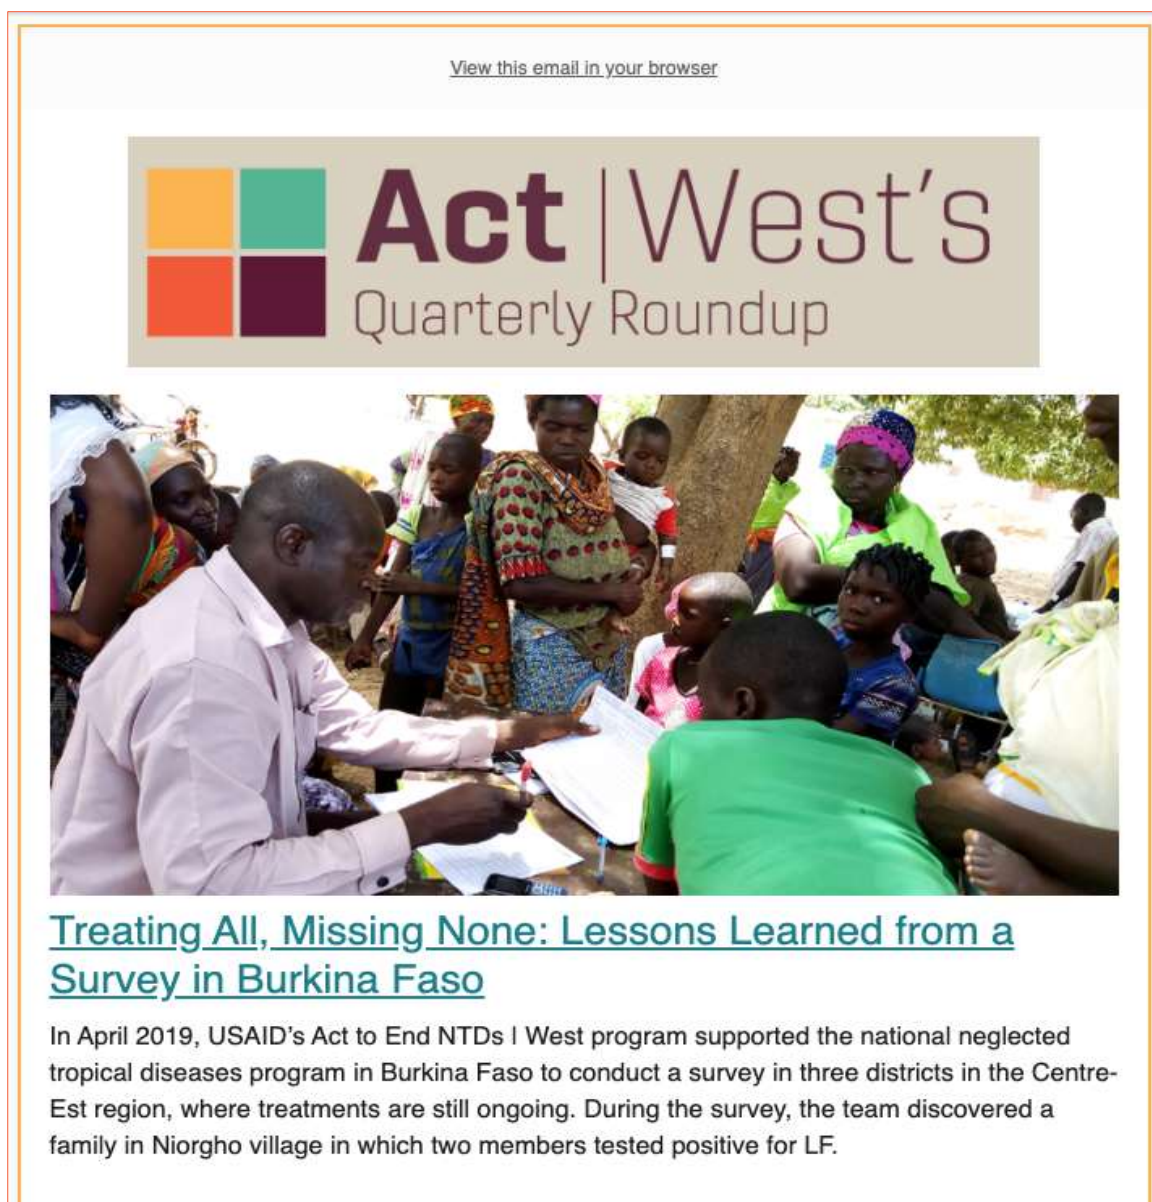 View this email in your browser
Act | West's
Quarterly Roundup
Treating All, Missing None: Lessons Learned from a
Survey in Burkina Faso
In April 2019, USAID's Act to End NTDs | West program supported the national neglected
tropical diseases program in Burkina Faso to conduct a survey in three districts in the Centre-
Est region, where treatments are still ongoing. During the survey, the team discovered a
family in Niorgho village in which two members tested positive for LF.